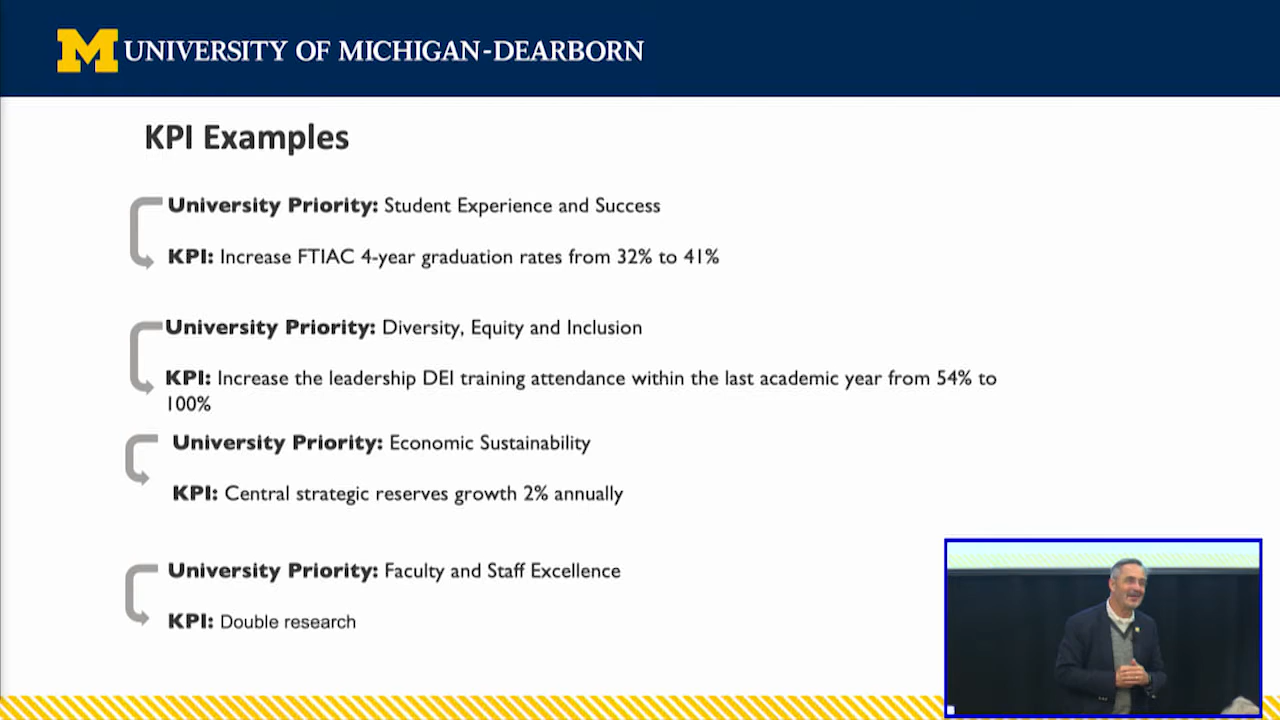 M UNIVERSITY OF MICHIGAN-DEARBORN
KPI Examples
University Priority: Student Experience and Success
KPI: Increase FTIAC 4-year graduation rates from 32% to 41%
University Priority: Diversity, Equity and Inclusion
KPI: Increase the leadership DEI training attendance within the last academic year from 54% to
100%
University Priority: Economic Sustainability
KPI: Central strategic reserves growth 2% annually
University Priority: Faculty and Staff Excellence
KPI: Double research